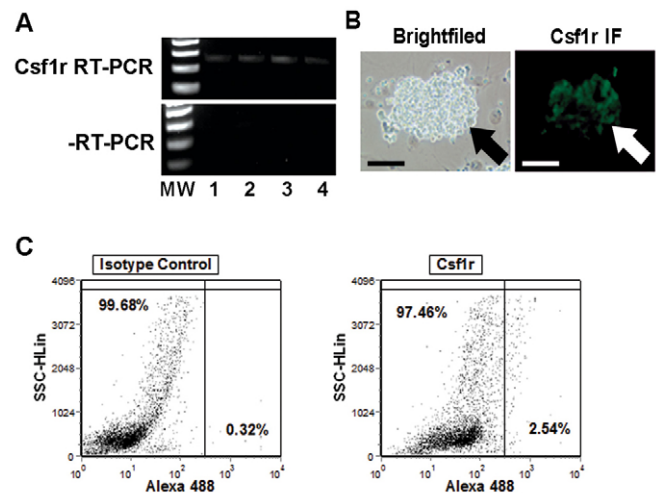 A
Csf1r RT-PCR
-RT-PCR
MW 1 2 3 4
B
Brightfiled
Csf1r IF
C
Isotype Control
99.68%
0.32%
4096
3072
2048
1024
0
SSC-HLin
10^0 10^1 10^2 10^3 10^4
Alexa 488
Csf1r
97.46%
2.54%
4096
3072
2048
1024
0
SSC-HLin
10^0 10^1 10^2 10^3 10^4
Alexa 488